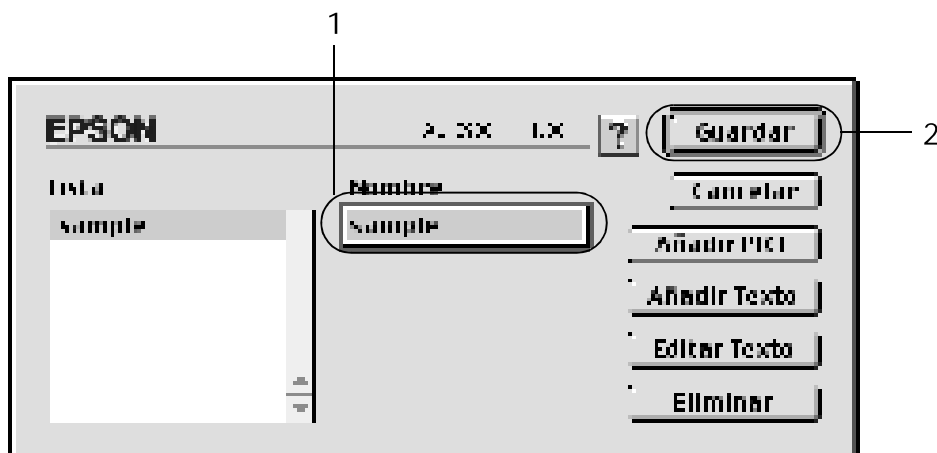 1
EPSON
?
Guardar
2
Lista
Nombre
Cancelar
sample
sample
Añadir PICT
Añadir Texto
Editar Texto
Eliminar